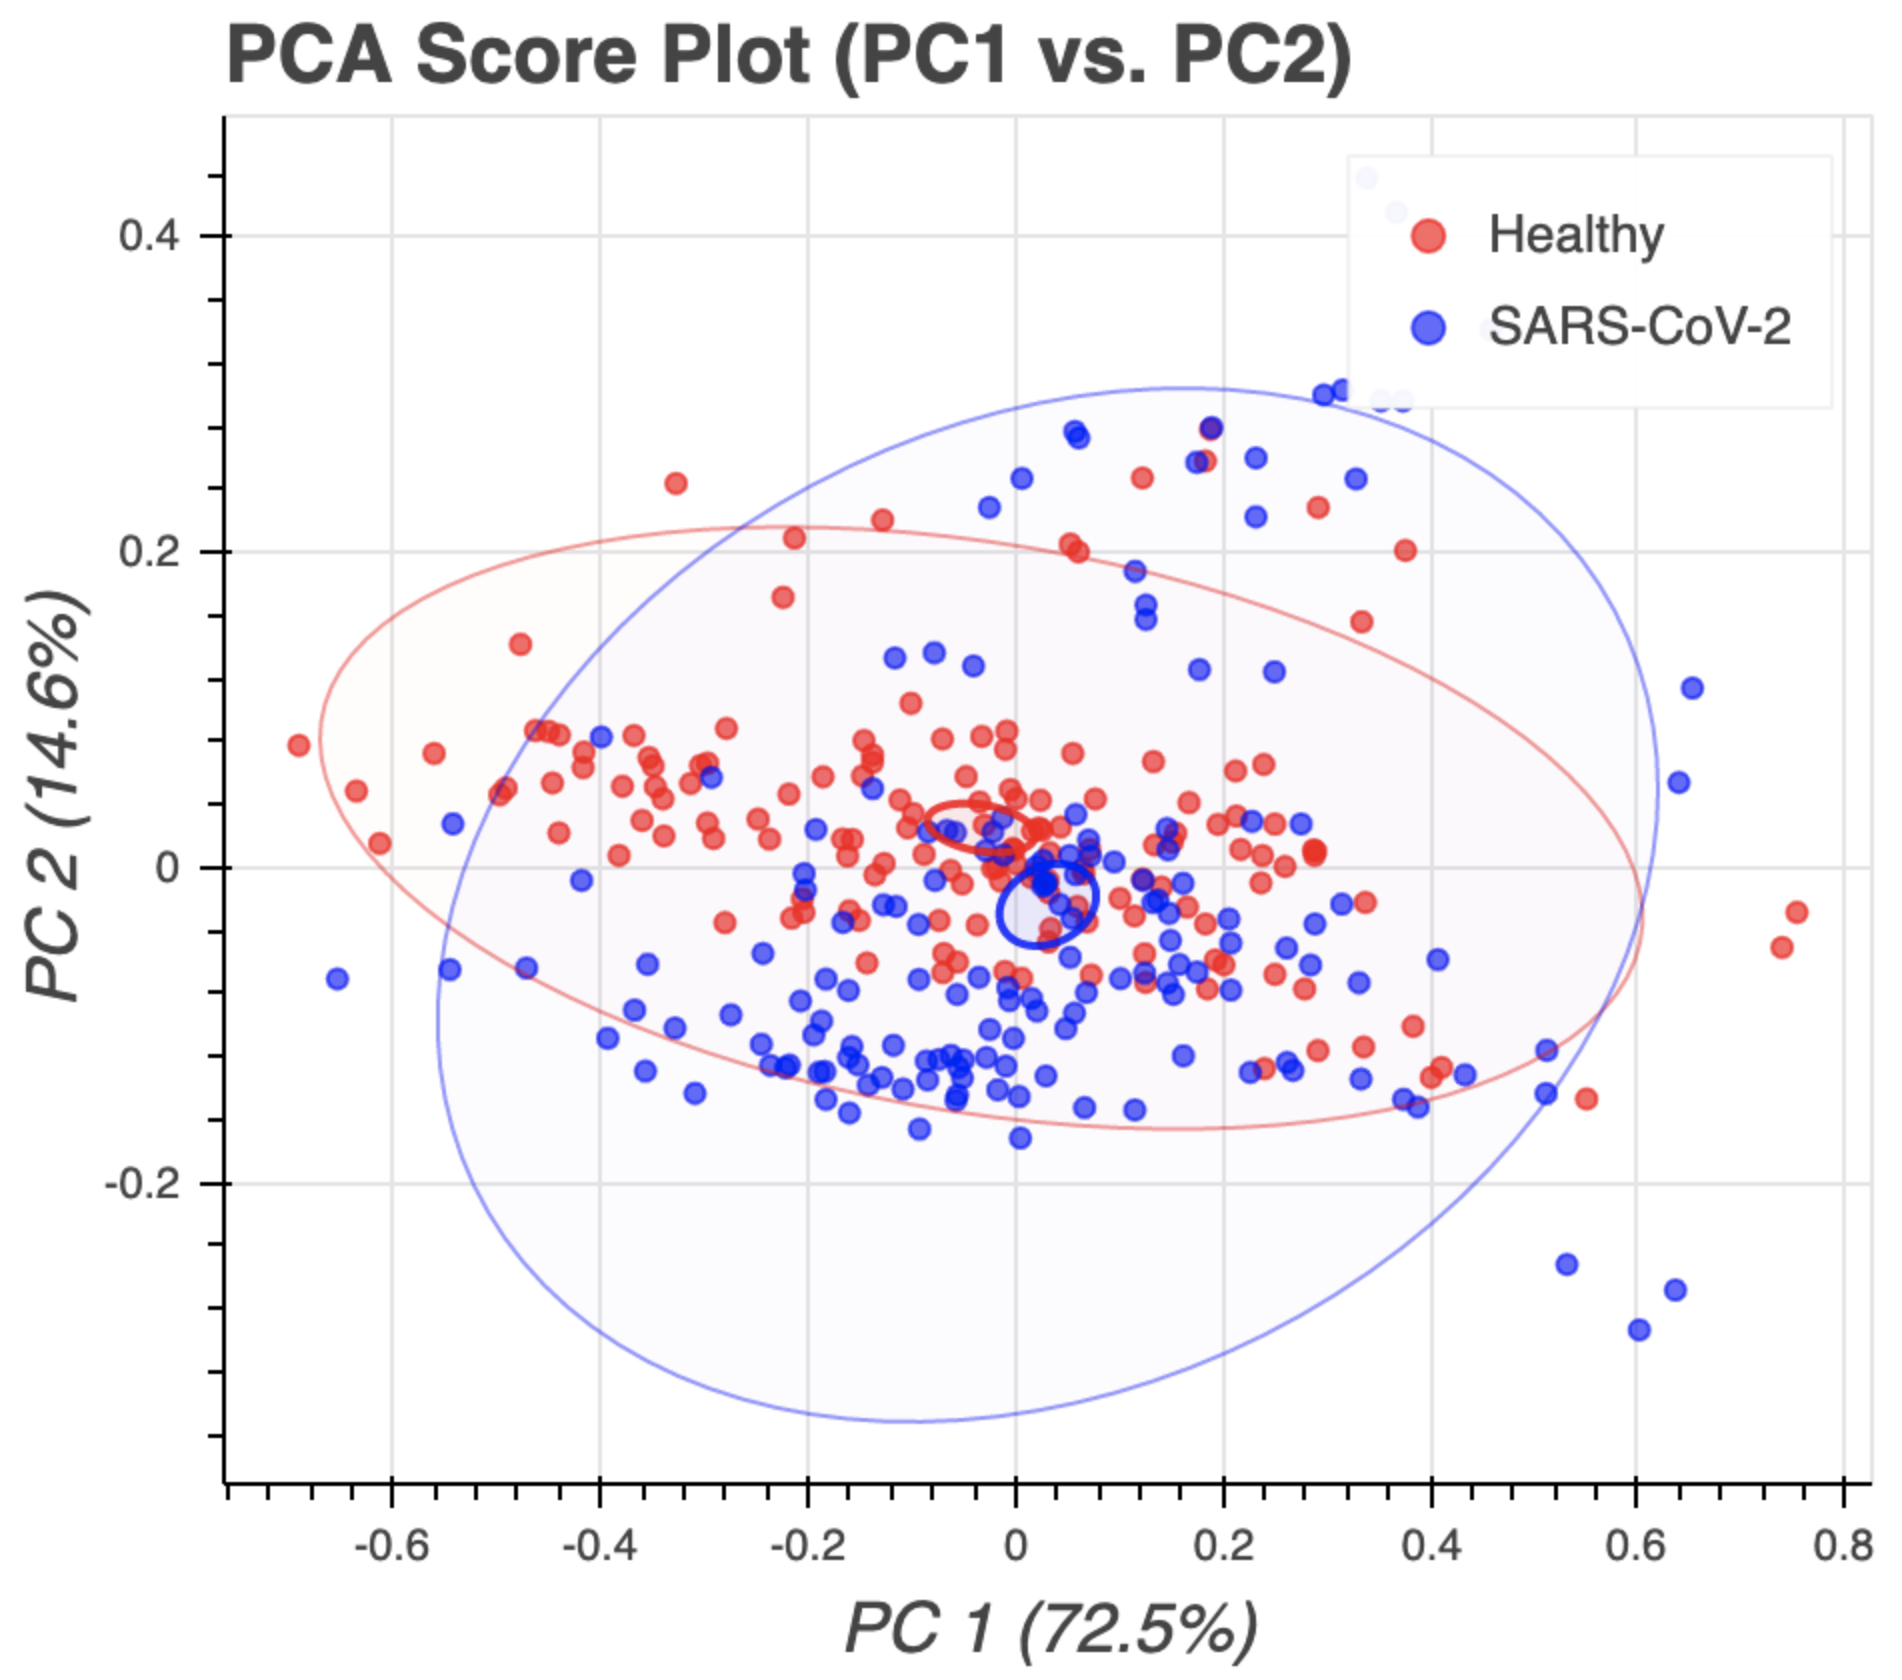 PCA Score Plot (PC1 vs. PC2)
Healthy
SARS-CoV-2
0.4
0.2
0
-0.2
PC 2 (14.6%)
-0.6 -0.4 -0.2 0 0.2 0.4 0.6 0.8
PC 1 (72.5%)